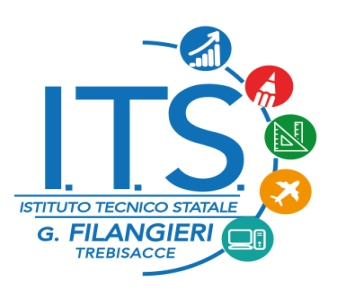 I.T.S.
ISTITUTO TECNICO STATALE
G. FILANGIERI
TREBISACCE